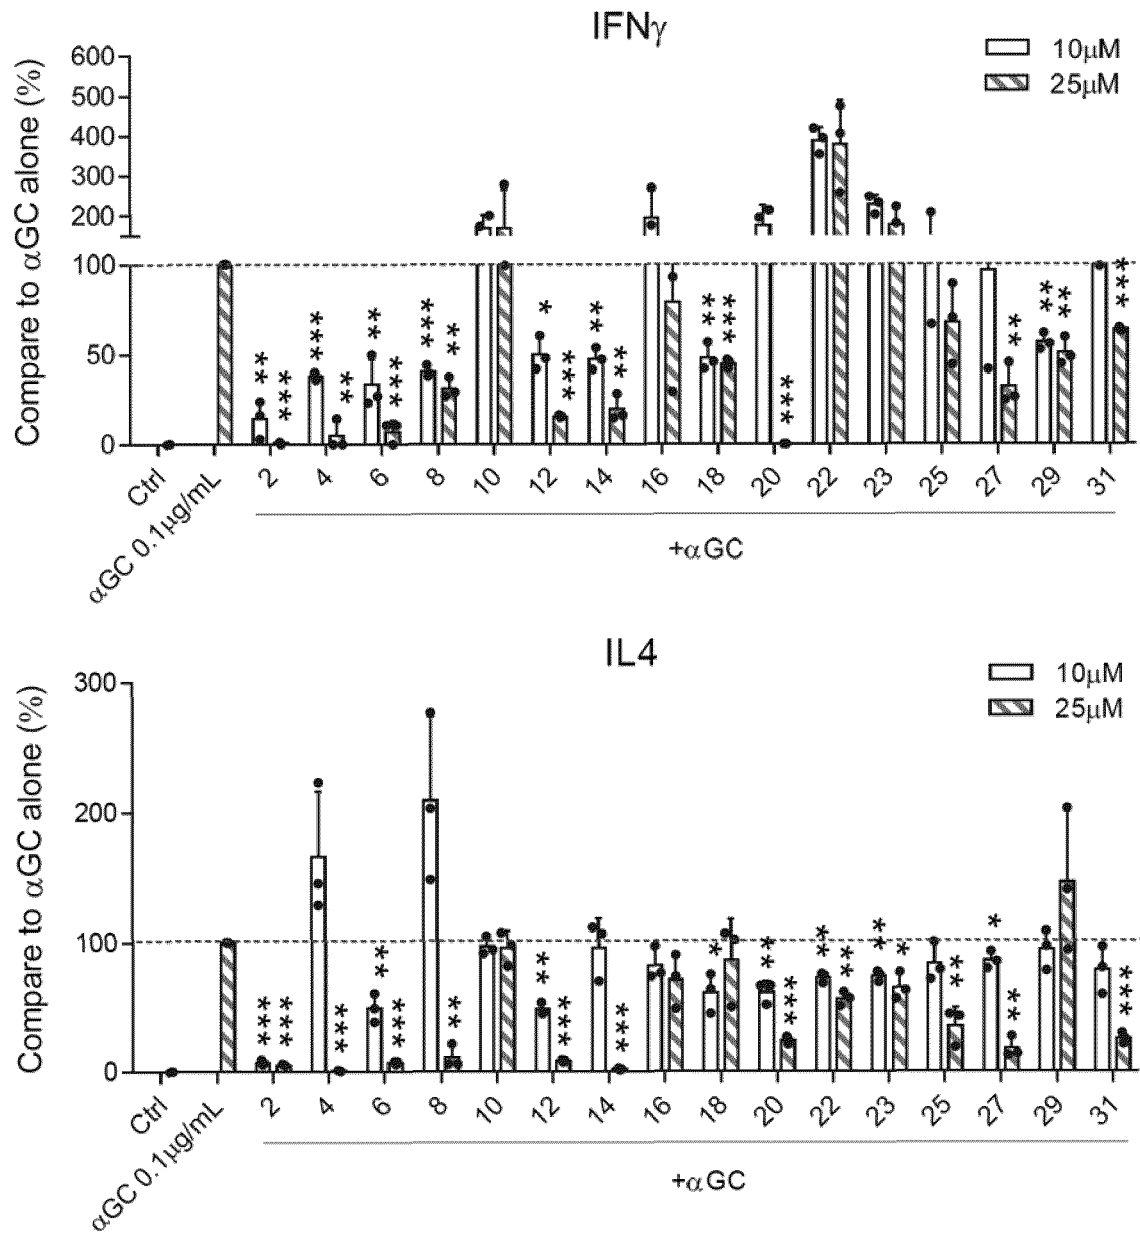 IFNγ
10μM
25μM
Compare to αGC alone (%)
600
500
400
300
200
100
50
0
** *** *** ** ** *** *** ** * *** ** ** ** *** *** ** ** ** ***
Ctrl αGC 0.1μg/mL 2 4 6 8 10 12 14 16 18 20 22 23 25 27 29 31
+αGC
IL4
10μM
25μM
Compare to αGC alone (%)
300
200
100
0
*** *** *** ** *** ** ** *** *** * ** *** ** ** ** * ** * ** ***
Ctrl αGC 0.1μg/mL 2 4 6 8 10 12 14 16 18 20 22 23 25 27 29 31
+αGC